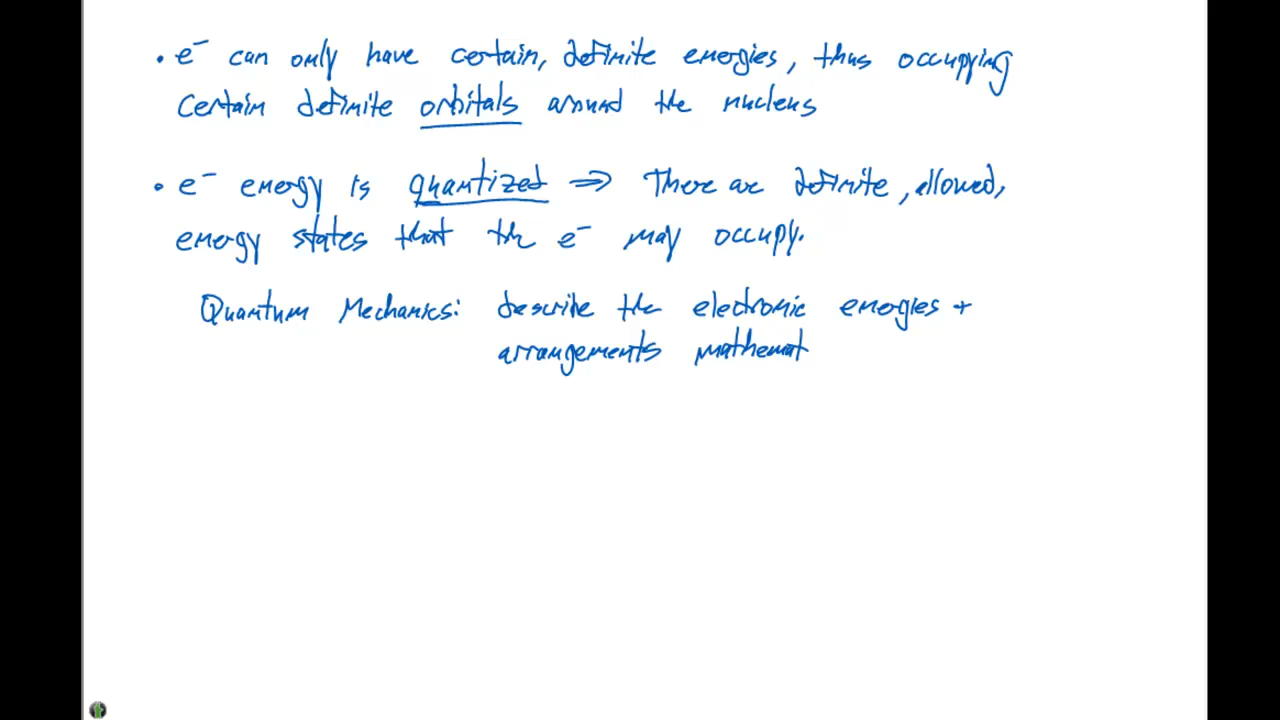 • e⁻ can only have certain, definite energies, thus occupying
certain definite orbitals around the nucleus
• e⁻ energy is quantized ⇒ There are definite, allowed,
energy states that the e⁻ may occupy.
Quantum Mechanics: describe the electronic energies +
arrangements mathemat